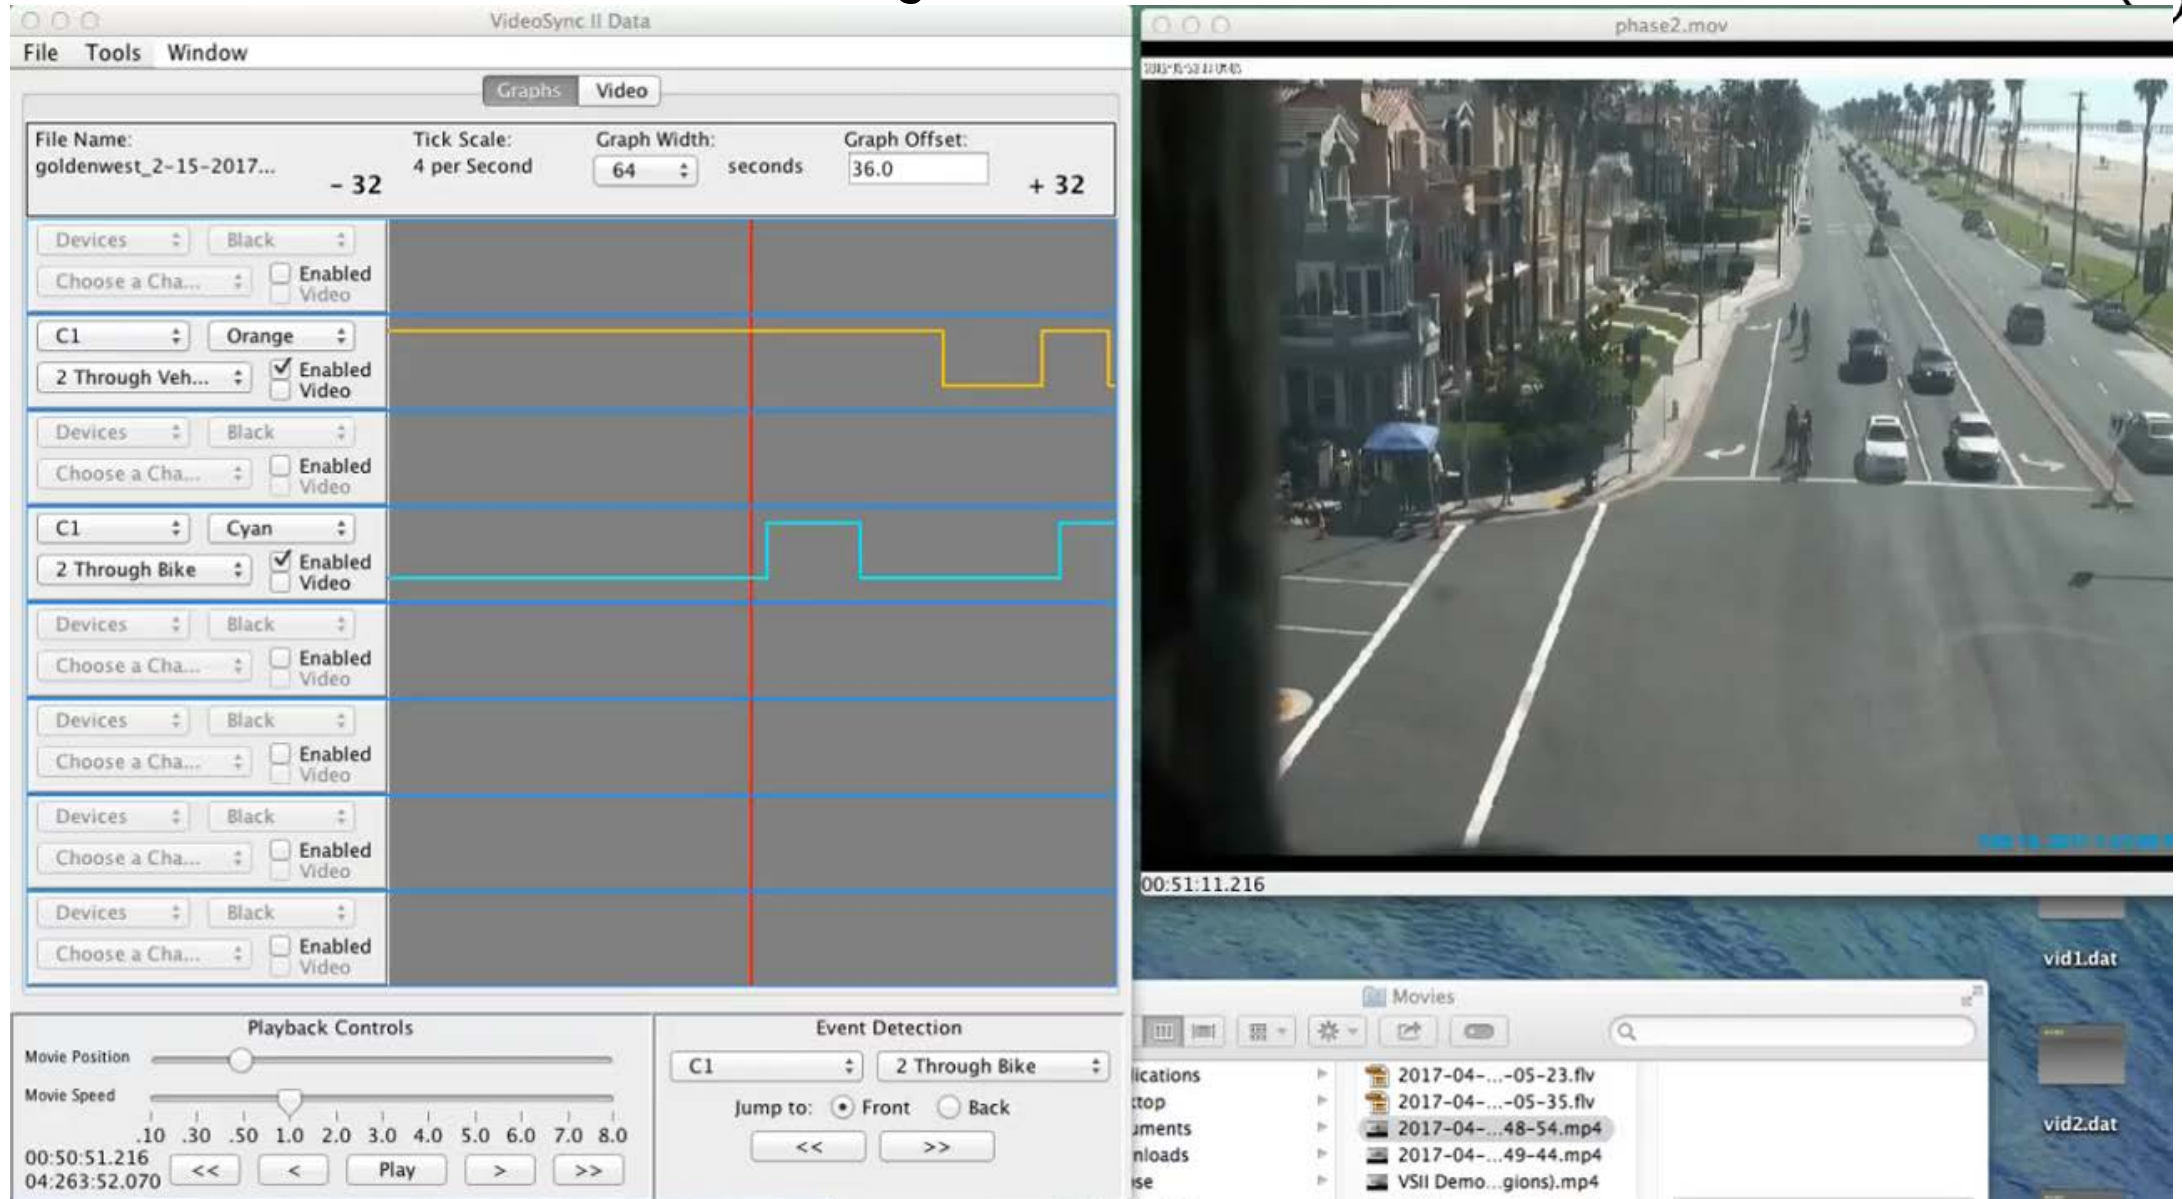 VideoSync II Data
File Tools Window
Graphs Video
File Name: Tick Scale: Graph Width: Graph Offset:
goldenwest_2-15-2017... - 32 4 per Second 64 seconds 36.0 + 32
Devices Black
Choose a Cha... Enabled
Video
C1 Orange
2 Through Veh... Enabled
Video
Devices Black
Choose a Cha... Enabled
Video
C1 Cyan
2 Through Bike Enabled
Video
Devices Black
Choose a Cha... Enabled
Video
Devices Black
Choose a Cha... Enabled
Video
Devices Black
Choose a Cha... Enabled
Video
Devices Black
Choose a Cha... Enabled
Video
Playback Controls
Movie Position
Movie Speed
.10 .30 .50 1.0 2.0 3.0 4.0 5.0 6.0 7.0 8.0
00:50:51.216
04:263:52.070 << < Play > >>
Event Detection
C1 2 Through Bike
Jump to: Front Back
<< >>
phase2.mov
00:51:11.216
vid1.dat
Movies
ications 2017-04-...-05-23.flv
top 2017-04-...-05-35.flv
uments 2017-04-...48-54.mp4
nloads 2017-04-...49-44.mp4
se VSII Demo...gions).mp4
vid2.dat